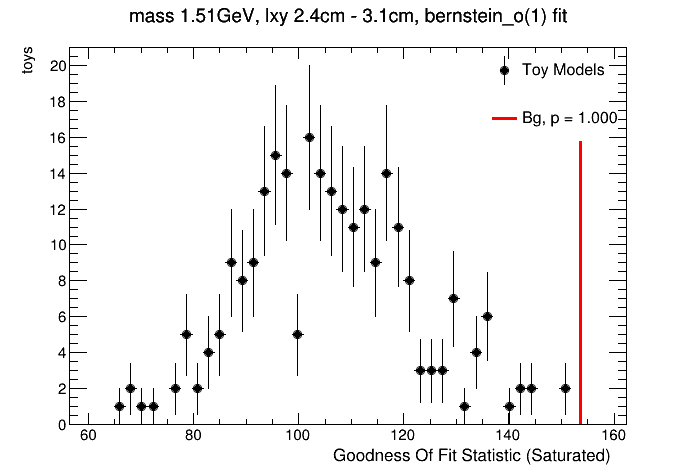 mass 1.51GeV, lxy 2.4cm - 3.1cm, bernstein_o(1) fit
toys
Toy Models
Bg, p = 1.000
20
18
16
14
12
10
8
6
4
2
0
60 80 100 120 140 160
Goodness Of Fit Statistic (Saturated)